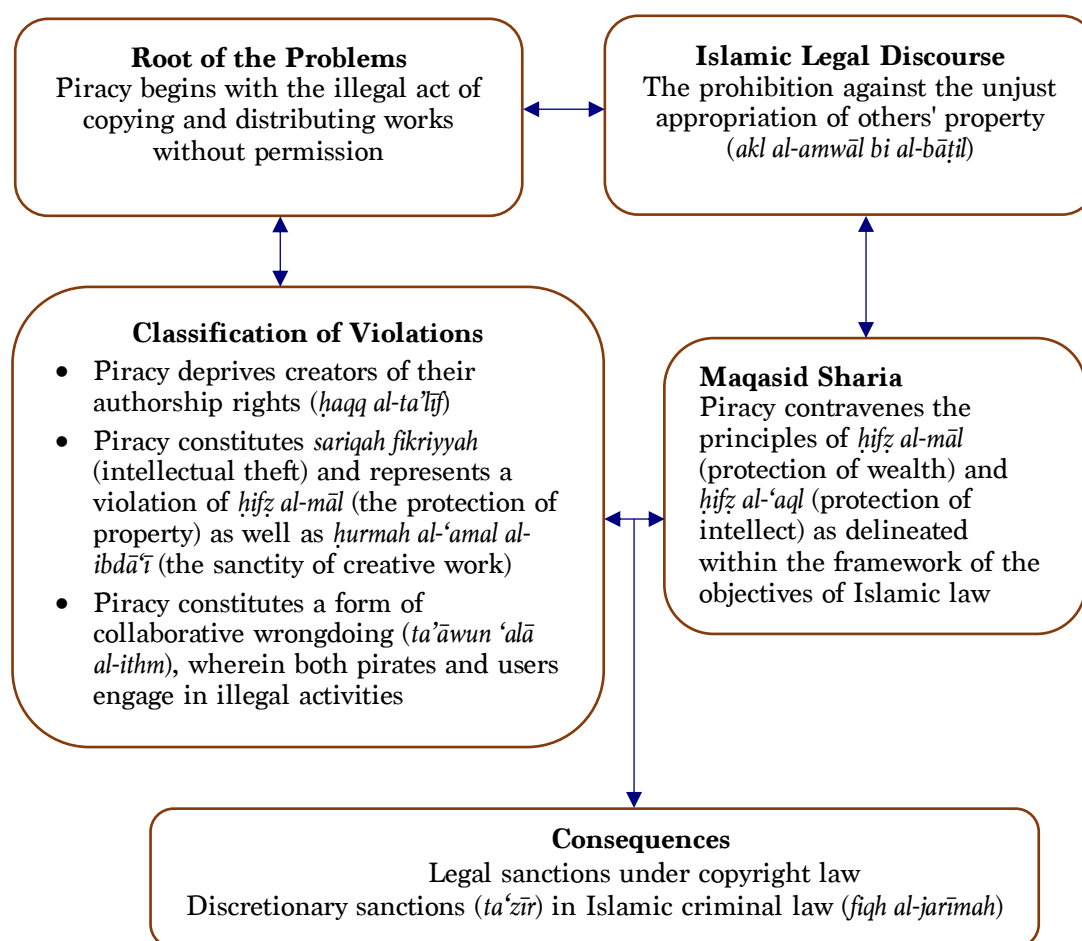 Root of the Problems
Piracy begins with the illegal act of
copying and distributing works
without permission
Islamic Legal Discourse
The prohibition against the unjust
appropriation of others' property
(akl al-amwāl bi al-bāṭil)
Classification of Violations
• Piracy deprives creators of their
authorship rights (ḥaqq al-ta’līf)
• Piracy constitutes sariqah fikriyyah
(intellectual theft) and represents a
violation of ḥifẓ al-māl (the protection of
property) as well as ḥurmah al-‘amal al-
ibdā‘ī (the sanctity of creative work)
• Piracy constitutes a form of
collaborative wrongdoing (ta’āwun ‘alā
al-ithm), wherein both pirates and users
engage in illegal activities
Maqasid Sharia
Piracy contravenes the
principles of ḥifẓ al-māl
(protection of wealth) and
ḥifẓ al-‘aql (protection of
intellect) as delineated
within the framework of the
objectives of Islamic law
Consequences
Legal sanctions under copyright law
Discretionary sanctions (ta‘zīr) in Islamic criminal law (fiqh al-jarīmah)